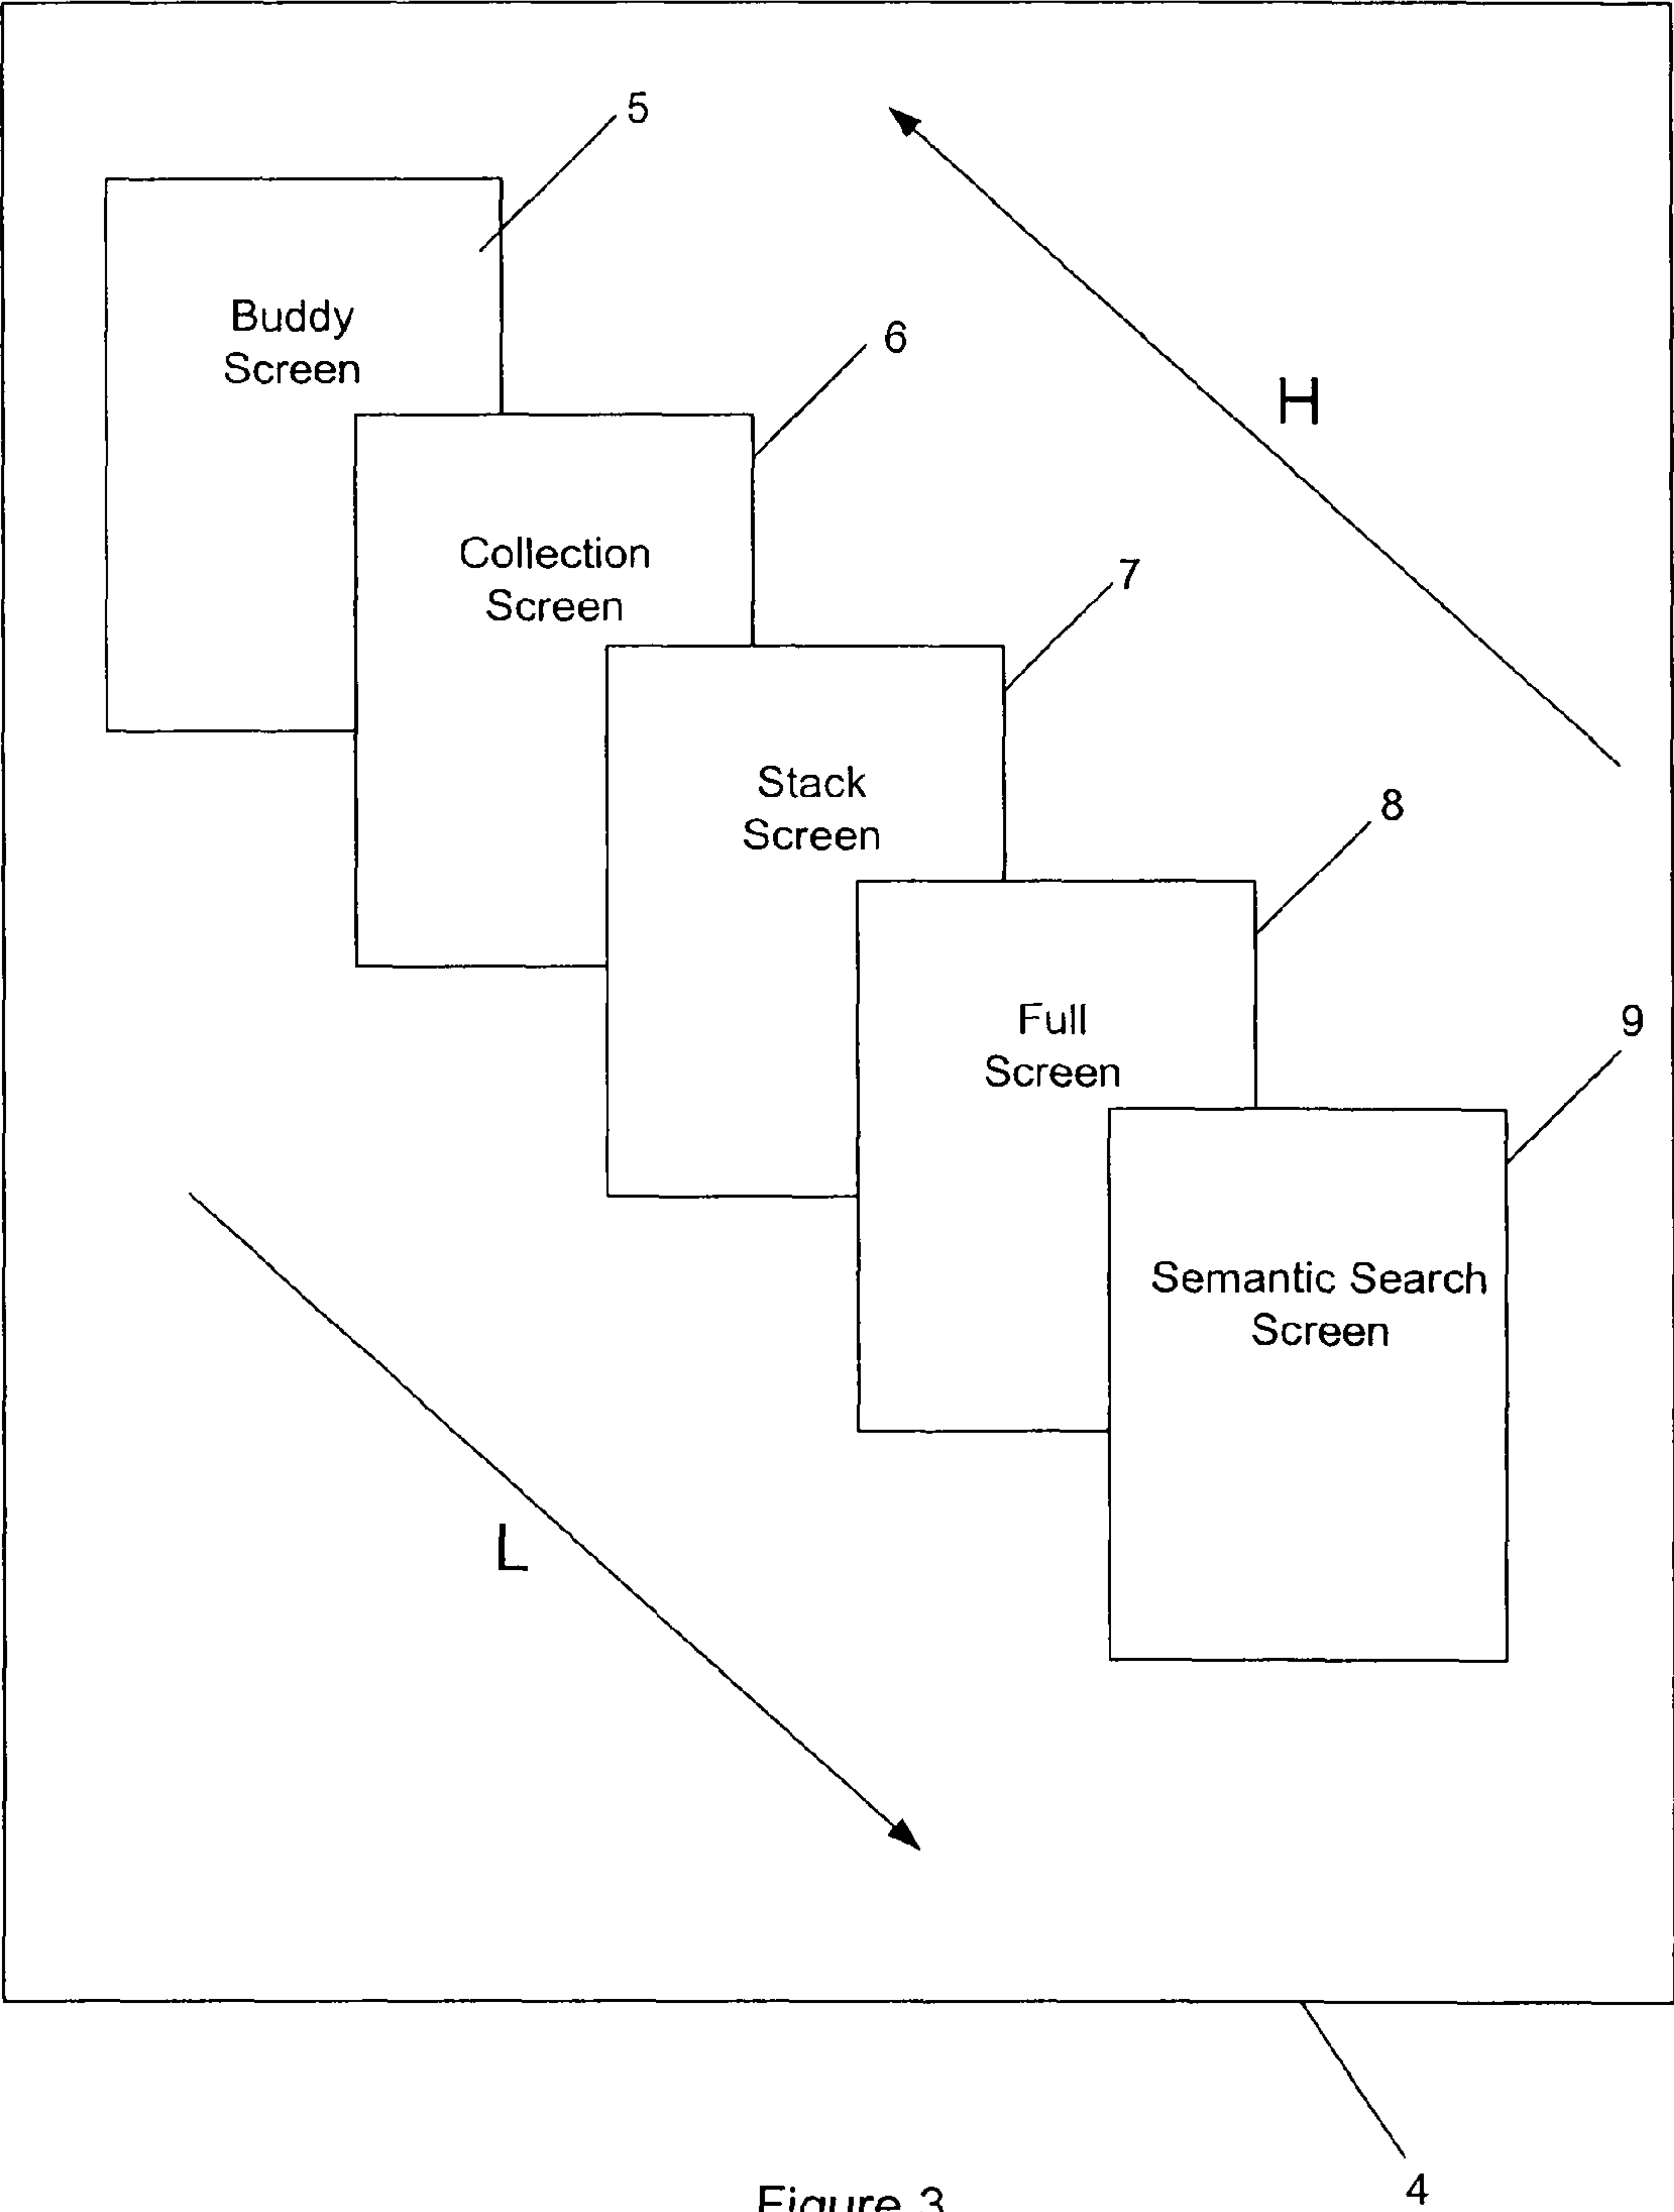 5
Buddy
Screen
6
H
Collection
Screen
7
Stack
Screen
8
Full
Screen
9
Semantic Search
Screen
L
4
Figure 3